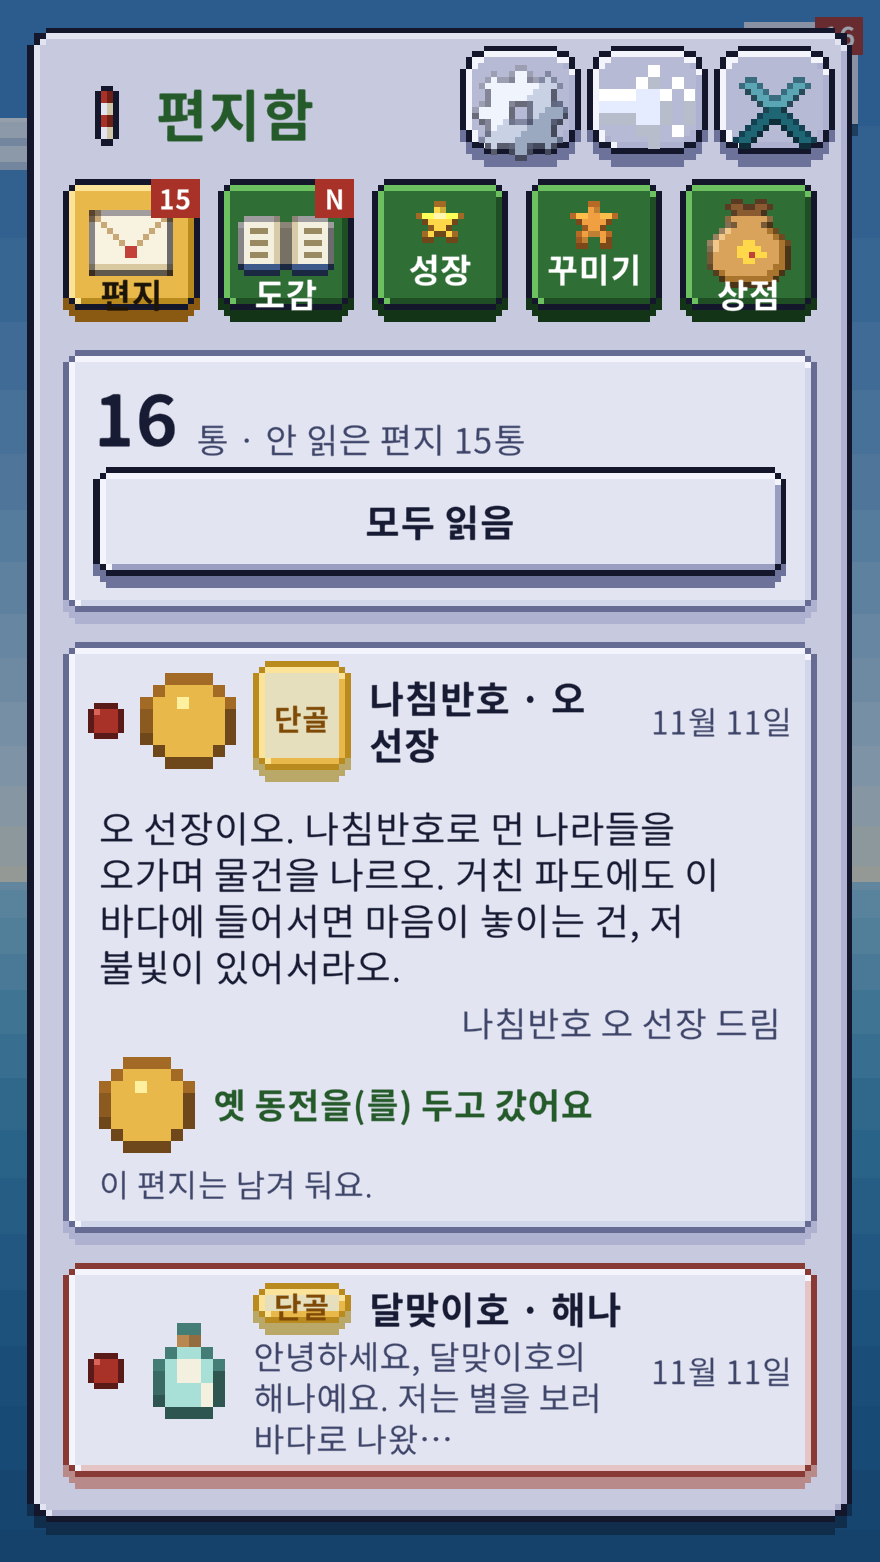 16
편지함
15
편지
N
도감
성장
꾸미기
상점
16 통 · 안 읽은 편지 15통
모두 읽음
단골
나침반호 · 오
선장
11월 11일
오 선장이오. 나침반호로 먼 나라들을
오가며 물건을 나르오. 거친 파도에도 이
바다에 들어서면 마음이 놓이는 건, 저
불빛이 있어서라오.
나침반호 오 선장 드림
옛 동전을(를) 두고 갔어요
이 편지는 남겨 둬요.
단골
달맞이호 · 해나
안녕하세요, 달맞이호의
해나예요. 저는 별을 보러
바다로 나왔…
11월 11일